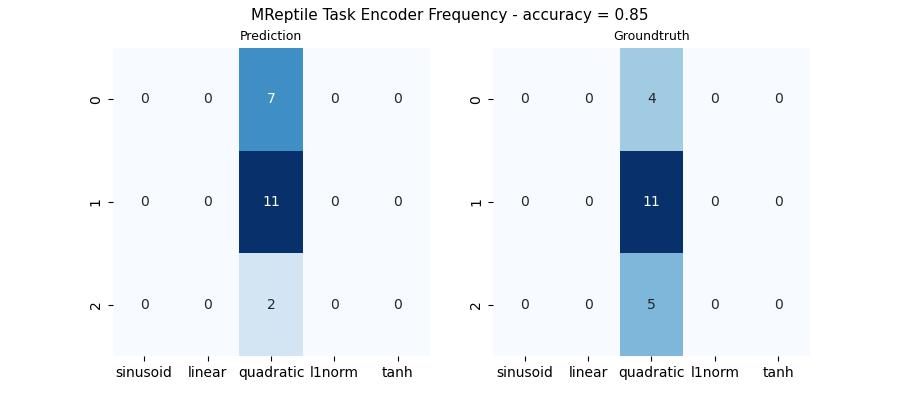 MReptile Task Encoder Frequency - accuracy = 0.85
Prediction
Groundtruth
0 0 0 7 0 0
0 0 0 4 0 0
1 0 0 11 0 0
1 0 0 11 0 0
2 0 0 2 0 0
2 0 0 5 0 0
sinusoid linear quadratic l1norm tanh
sinusoid linear quadratic l1norm tanh